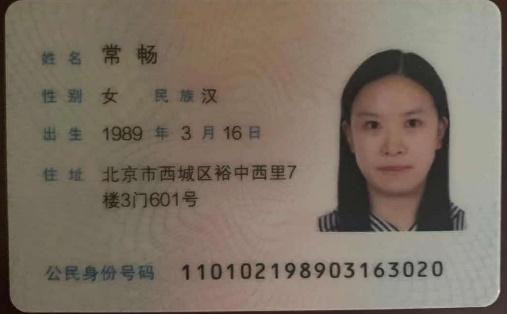 姓名 常畅
性别 女 民族 汉
出生 1989 年 3 月 16 日
住址 北京市西城区裕中西里7
楼3门601号
公民身份号码 110102198903163020